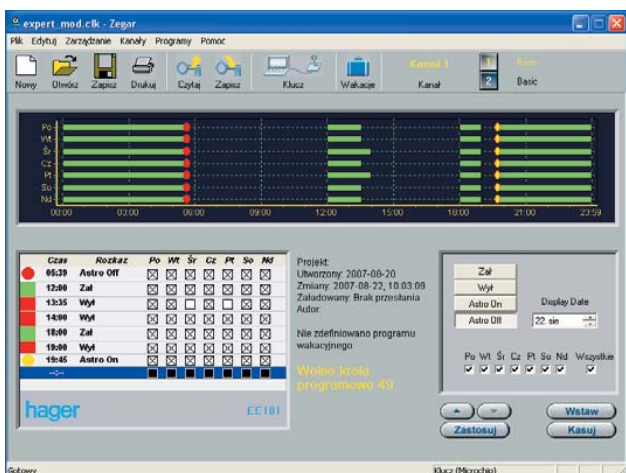 expert_mod.clk - Zegar
Plik Edytuj Zarządzanie Kanały Programy Pomoc
Nowy Otwórz Zapisz Drukuj Czytaj Zapisz Klucz Wakacje Kanał 1 Kanał 1 2 Basic Basic
Po
Wt
Śr
Cz
Pt
So
Nd
00:00 03:00 06:00 09:00 12:00 15:00 18:00 21:00 23:59
Czas Rozkaz Po Wt Śr Cz Pt So Nd
05:39 Astro Off
12:00 Zał
13:35 Wył
14:00 Wył
18:00 Zał
19:00 Wył
19:45 Astro On
--:--
hager EE181
Projekt:
Utworzony: 2007-08-20
Zmiany: 2007-08-22, 10:03:09
Załadowany: Brak przesłania
Autor:
Nie zdefiniowano programu
wakacyjnego
Wolne kroki
programowe 49
Zał
Wył
Astro On
Astro Off
Display Date
22. sie
Po Wt Śr Cz Pt So Nd Wszystkie
Wstaw
Zastosuj Kasuj
Gotowy Klucz (Microchip)